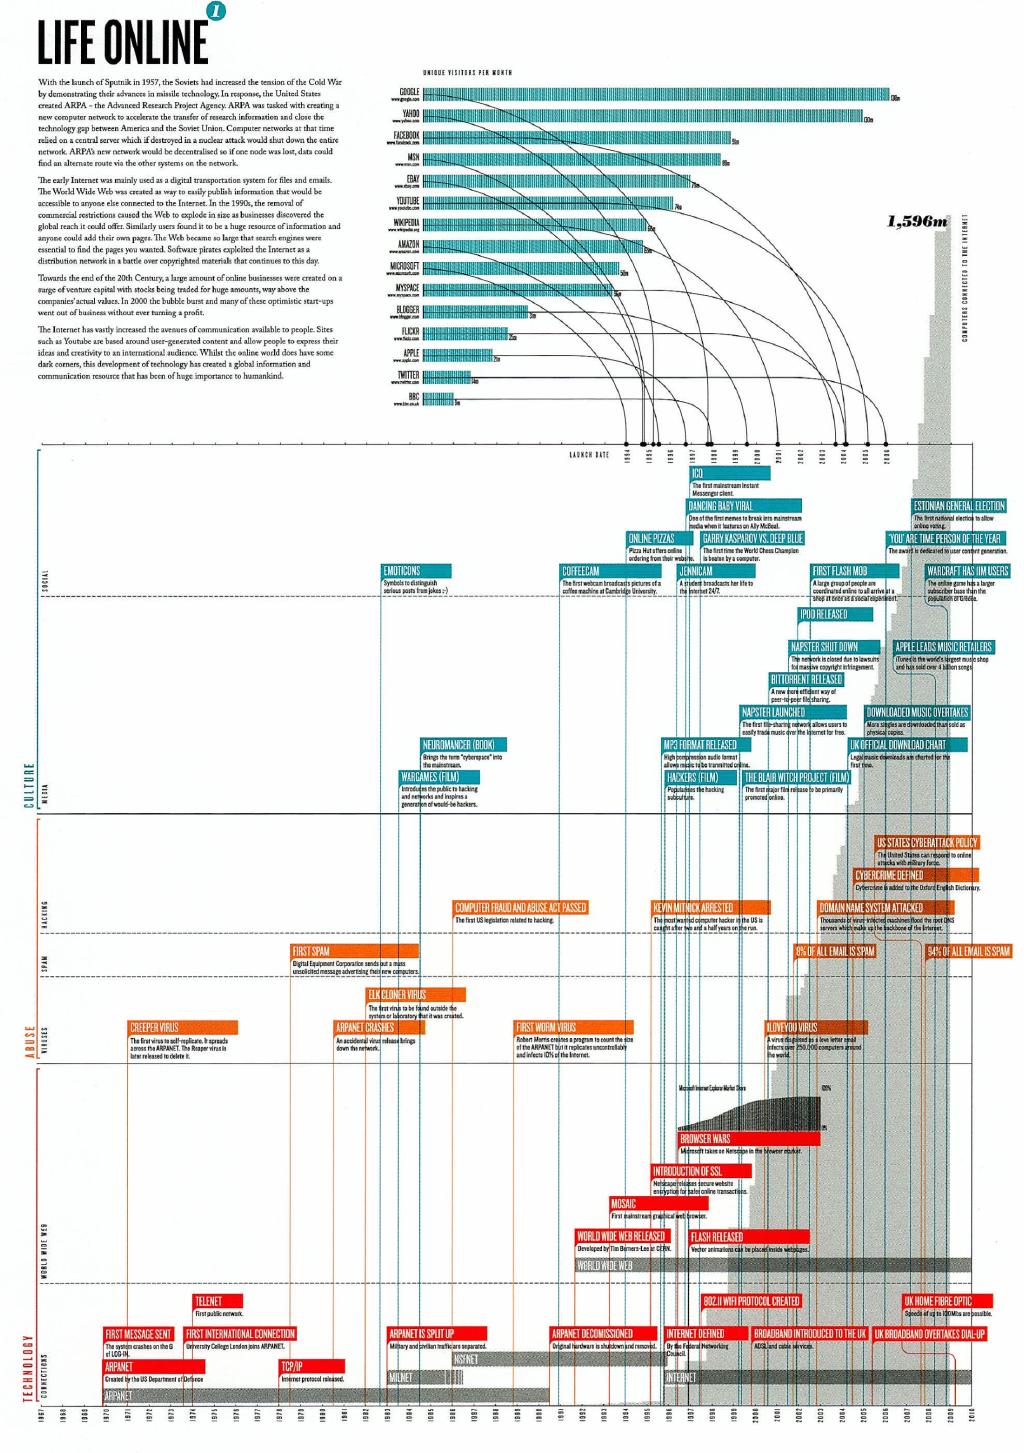 LIFE ONLINE
1
With the launch of Sputnik in 1957, the Soviets had increased the tension of the Cold War
by demonstrating their advances in missile technology. In response, the United States
created ARPA – the Advanced Research Project Agency. ARPA was tasked with creating a
new computer network to accelerate the transfer of research information and close the
technology gap between America and the Soviet Union. Computer networks at that time
relied on a central server which if destroyed in a nuclear attack would shut down the entire
network. ARPA's new network would be decentralised so if one node was lost, data could
find an alternate route via the other systems on the network.
The early Internet was mainly used as a digital transportation system for files and emails.
The World Wide Web was created as way to easily publish information that would be
accessible to anyone else connected to the Internet. In the 1990s, the removal of
commercial restrictions caused the Web to explode in size as businesses discovered the
global reach it could offer. Similarly users found it to be a huge resource of information and
anyone could add their own pages. The Web became so large that search engines were
essential to find the pages you wanted. Software pirates exploited the Internet as a
distribution network in a battle over copyrighted materials that continues to this day.
Towards the end of the 20th Century, a large amount of online businesses were created on a
surge of venture capital with stocks being traded for huge amounts, way above the
companies' actual values. In 2000 the bubble burst and many of these optimistic start-ups
went out of business without ever turning a profit.
The Internet has vastly increased the avenues of communication available to people. Sites
such as Youtube are based around user-generated content and allow people to express their
ideas and creativity to an international audience. Whilst the online world does have some
dark corners, this development of technology has created a global information and
communication resource that has been of huge importance to humankind.
UNIQUE VISITORS PER MONTH
GOOGLE
www.google.com
YAHOO
www.yahoo.com
FACEBOOK
www.facebook.com
MSN
www.msn.com
EBAY
www.ebay.com
YOUTUBE
www.youtube.com
WIKIPEDIA
www.wikipedia.org
AMAZON
www.amazon.com
MICROSOFT
www.microsoft.com
MYSPACE
www.myspace.com
BLOGGER
www.blogger.com
FLICKR
www.flickr.com
APPLE
www.apple.com
TWITTER
www.twitter.com
BBC
www.bbc.co.uk
1,596m
COMPUTERS CONNECTED TO THE INTERNET
LAUNCH DATE
1994 1995 1996 1997 1998 1999 2000 2001 2002 2003 2004 2005 2006
ICQ
The first mainstream Instant
Messenger client.
DANCING BABY VIRAL
One of the first memes to break into mainstream
media when it features on Ally McBeal.
ESTONIAN GENERAL ELECTION
The first national election to allow
online voting.
ONLINE PIZZAS
Pizza Hut offers online
ordering from their website.
GARRY KASPAROV VS. DEEP BLUE
The first time the World Chess Champion
is beaten by a computer.
'YOU' ARE TIME PERSON OF THE YEAR
The award is dedicated to user content generation.
EMOTICONS
Symbols to distinguish
serious posts from jokes :-)
COFFEECAM
The first webcam broadcasts pictures of a
coffee machine at Cambridge University.
JENNICAM
A student broadcasts her life to
the internet 24/7.
FIRST FLASH MOB
A large group of people are
coordinated online to all arrive at a
shop at once as a social experiment.
WARCRAFT HAS 11M USERS
The online game has a larger
subscriber base than the
population of Greece.
SOCIAL
IPOD RELEASED
NAPSTER SHUT DOWN
The network is closed due to lawsuits
for massive copyright infringement.
APPLE LEADS MUSIC RETAILERS
iTunes is the world's largest music shop
and has sold over 4 billion songs.
BITTORRENT RELEASED
A new more efficient way of
peer-to-peer file sharing.
NAPSTER LAUNCHED
The first file-sharing network allows users to
easily trade music over the internet for free.
DOWNLOADED MUSIC OVERTAKES
More singles are downloaded than sold as
physical copies.
NEUROMANCER (BOOK)
Brings the term "cyberspace" into
the mainstream.
MP3 FORMAT RELEASED
High compression audio format
allows music to be transmitted online.
UK OFFICIAL DOWNLOAD CHART
Legal music downloads are charted for the
first time.
WARGAMES (FILM)
Introduces the public to hacking
and networks and inspires a
generation of would-be hackers.
HACKERS (FILM)
Popularises the hacking
subculture.
THE BLAIR WITCH PROJECT (FILM)
The first major film release to be primarily
promoted online.
CULTURE
MEDIA
US STATES CYBERATTACK POLICY
The United States can respond to online
attacks with military force.
CYBERCRIME DEFINED
Cybercrime is added to the Oxford English Dictionary.
COMPUTER FRAUD AND ABUSE ACT PASSED
The first US legislation related to hacking.
KEVIN MITNICK ARRESTED
The most wanted computer hacker in the US is
caught after two and a half years on the run.
DOMAIN NAME SYSTEM ATTACKED
Thousands of virus-infected machines flood the root DNS
servers which make up the backbone of the Internet.
HACKING
FIRST SPAM
Digital Equipment Corporation sends out a mass
unsolicited message advertising their new computers.
8% OF ALL EMAIL IS SPAM
94% OF ALL EMAIL IS SPAM
SPAM
ELK CLONER VIRUS
The first virus to be found outside the
system or laboratory that it was created.
CREEPER VIRUS
The first virus to self-replicate. It spreads
across the ARPANET. The Reaper virus is
later released to delete it.
ARPANET CRASHES
An accidental virus release brings
down the network.
FIRST WORM VIRUS
Robert Morris creates a program to count the size
of the ARPANET but it replicates uncontrollably
and infects 10% of the Internet.
ILOVEYOU VIRUS
A virus disguised as a love letter email
infects over 250,000 computers around
the world.
ABUSE
VIRUSES
Microsoft Internet Explorer Market Share
100%
0%
BROWSER WARS
Microsoft takes on Netscape in the browser market.
INTRODUCTION OF SSL
Netscape releases secure website
encryption for safer online transactions.
MOSAIC
First mainstream graphical web browser.
WORLD WIDE WEB RELEASED
Developed by Tim Berners-Lee at CERN.
FLASH RELEASED
Vector animations can be placed inside webpages.
WORLD WIDE WEB
WORLD WIDE WEB
TELNET
First public network.
802.11 WIFI PROTOCOL CREATED
UK HOME FIBRE OPTIC
Speeds of up to 100Mbs are possible.
FIRST MESSAGE SENT
The system crashes on the G
of LOG-IN.
FIRST INTERNATIONAL CONNECTION
University College London joins ARPANET.
ARPANET IS SPLIT UP
Military and civilian traffic are separated.
ARPANET DECOMISSIONED
Original hardware is shutdown and removed.
INTERNET DEFINED
By the Federal Networking
Council.
BROADBAND INTRODUCED TO THE UK
ADSL and cable services.
UK BROADBAND OVERTAKES DIAL-UP
NSFNET
ARPANET
Created by the US Department of Defence
TCP/IP
Internet protocol released.
MILNET
INTERNET
ARPANET
TECHNOLOGY
CONNECTIONS
1967 1968 1969 1970 1971 1972 1973 1974 1975 1976 1977 1978 1979 1980 1981 1982 1983 1984 1985 1986 1987 1988 1989 1990 1991 1992 1993 1994 1995 1996 1997 1998 1999 2000 2001 2002 2003 2004 2005 2006 2007 2008 2009 2010